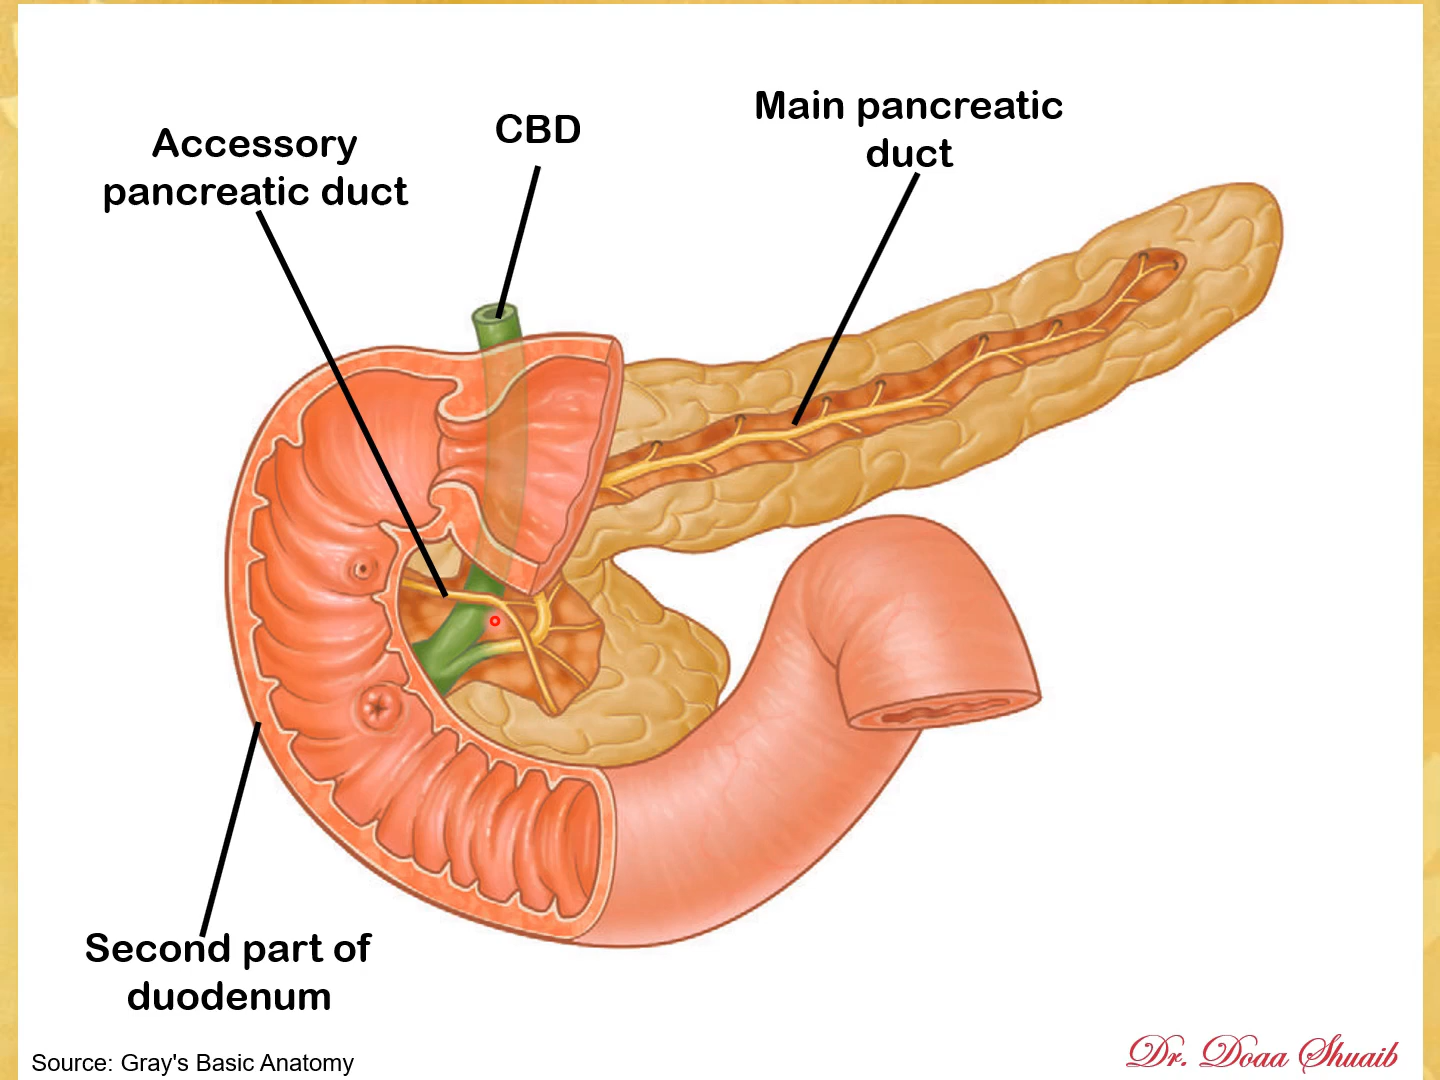 Accessory
pancreatic duct
CBD
Main pancreatic
duct
Second part of
duodenum
Source: Gray's Basic Anatomy
Dr. Doaa Shuaib